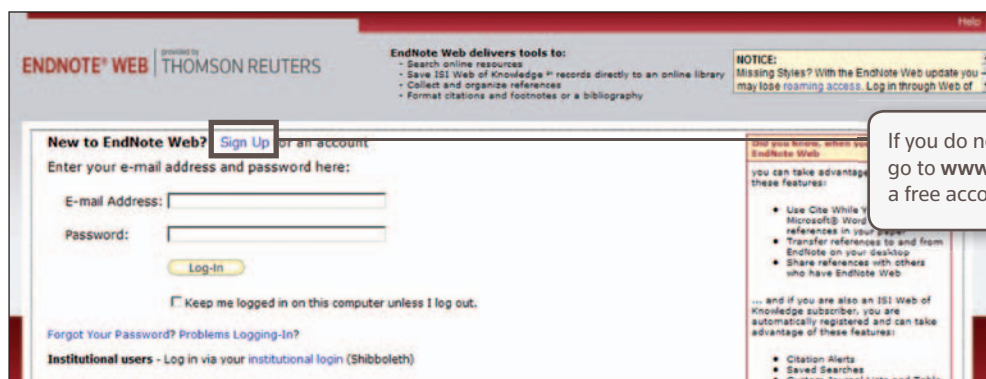 Help
ENDNOTE® WEB
provided by
THOMSON REUTERS
EndNote Web delivers tools to:
- Search online resources
- Save ISI Web of Knowledge℠ records directly to an online library
- Collect and organize references
- Format citations and footnotes or a bibliography
NOTICE:
Missing Styles? With the EndNote Web update you
may lose roaming access. Log in through Web of
New to EndNote Web? Sign Up for an account
Enter your e-mail address and password here:
E-mail Address:
Password:
Log-In
Keep me logged in on this computer unless I log out.
Forgot Your Password? Problems Logging-In?
Institutional users - Log in via your institutional login (Shibboleth)
If you do
go to www
a free
Did you know, when
EndNote Web
you can take advantage
these features:
• Use Cite While
Microsoft® Word
references in your paper
• Transfer references to and from
EndNote on your desktop
• Share references with others
who have EndNote Web
... and if you are also an ISI Web of
Knowledge subscriber, you are
automatically registered and can take
advantage of these features:
• Citation Alerts
• Saved Searches